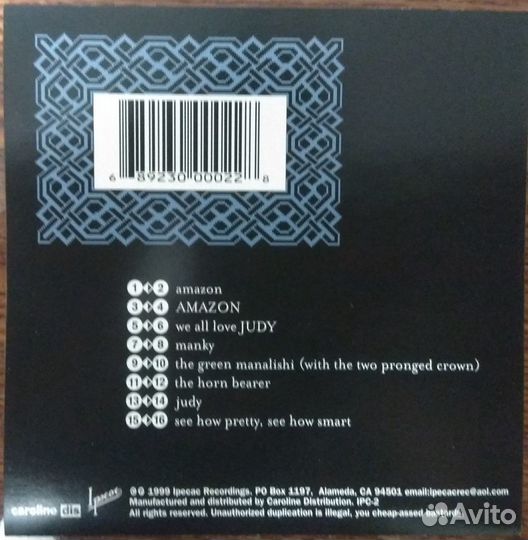 6 89230 00022 8
1 2 amazon
3 4 AMAZON
5 6 we all love JUDY
7 8 manky
9 10 the green manalishi (with the two pronged crown)
11 12 the horn bearer
13 14 judy
15 16 see how pretty, see how smart
caroline dis Ipecac
℗© 1999 Ipecac Recordings. PO Box 1197, Alameda, CA 94501 email:ipecacrec@aol.com
Manufactured and distributed by Caroline Distribution. IPC-2
All rights reserved. Unauthorized duplication is illegal, you cheap-assed bastards.
Avito